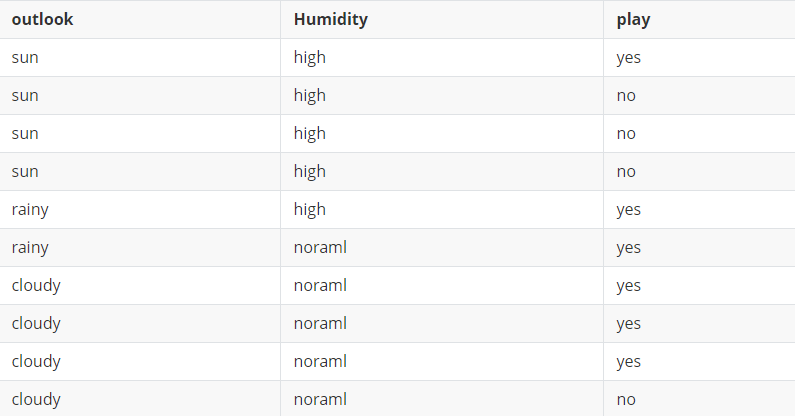 outlook Humidity play
sun high yes
sun high no
sun high no
sun high no
rainy high yes
rainy noraml yes
cloudy noraml yes
cloudy noraml yes
cloudy noraml yes
cloudy noraml no